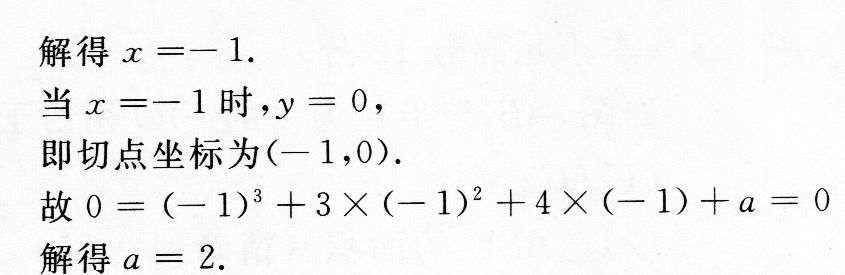 解得 x =- 1.
当 x =- 1 时,y = 0,
即切点坐标为(- 1,0).
故 0 = (- 1)³ + 3 × (- 1)² + 4 × (- 1) + a = 0
解得 a = 2.